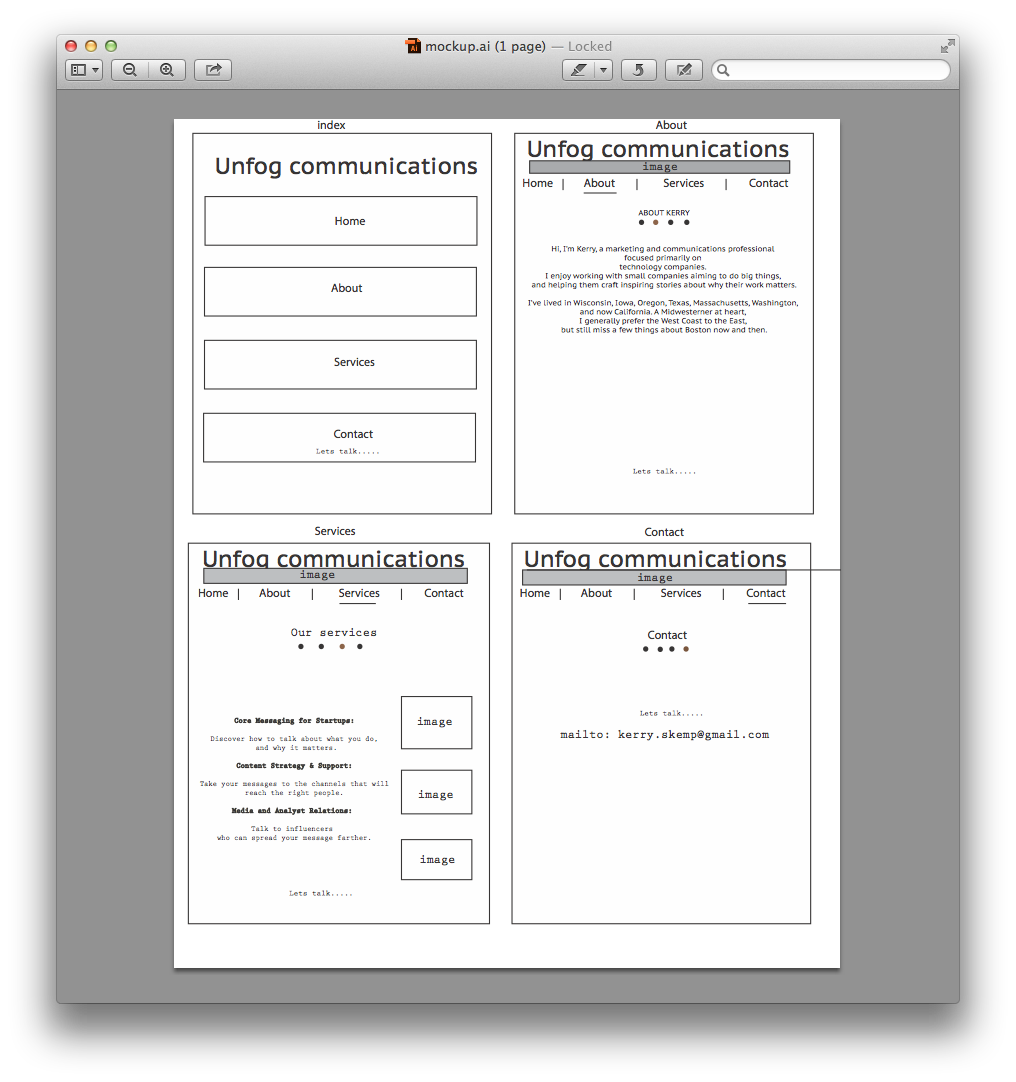 mockup.ai (1 page) — Locked
index
Unfog communications
Home
About
Services
Contact
Lets talk.....
About
Unfog communications
image
Home | About | Services | Contact
ABOUT KERRY
Hi, I'm Kerry, a marketing and communications professional
focused primarily on
technology companies.
I enjoy working with small companies aiming to do big things,
and helping them craft inspiring stories about why their work matters.
I've lived in Wisconsin, Iowa, Oregon, Texas, Massachusetts, Washington,
and now California. A Midwesterner at heart,
I generally prefer the West Coast to the East,
but still miss a few things about Boston now and then.
Lets talk.....
Services
Unfog communications
image
Home | About | Services | Contact
Our services
Core Messaging for Startups:
Discover how to talk about what you do,
and why it matters.
Content Strategy & Support:
Take your messages to the channels that will
reach the right people.
Media and Analyst Relations:
Talk to influencers
who can spread your message farther.
image
image
image
Lets talk.....
Contact
Unfog communications
image
Home | About | Services | Contact
Contact
Lets talk.....
mailto: kerry.skemp@gmail.com